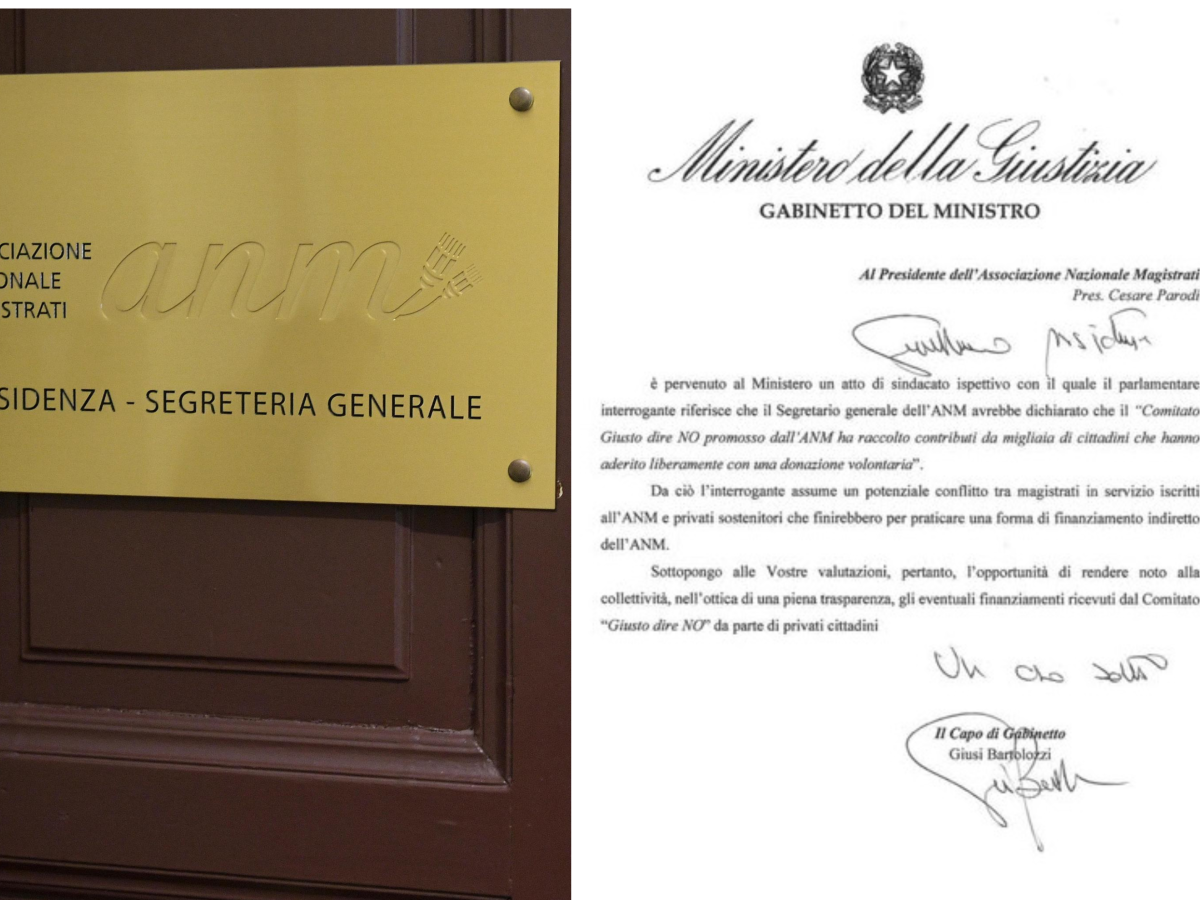 CIAZIONE
ONALE
STRATI
anm
SIDENZA - SEGRETERIA GENERALE
Ministero della Giustizia
GABINETTO DEL MINISTRO
Al Presidente dell'Associazione Nazionale Magistrati
Pres. Cesare Parodi
è pervenuto al Ministero un atto di sindacato ispettivo con il quale il parlamentare
interrogante riferisce che il Segretario generale dell'ANM avrebbe dichiarato che il "Comitato
Giusto dire NO promosso dall'ANM ha raccolto contributi da migliaia di cittadini che hanno
aderito liberamente con una donazione volontaria".
Da ciò l'interrogante assume un potenziale conflitto tra magistrati in servizio iscritti
all'ANM e privati sostenitori che finirebbero per praticare una forma di finanziamento indiretto
dell'ANM.
Sottopongo alle Vostre valutazioni, pertanto, l'opportunità di rendere noto alla
collettività, nell'ottica di una piena trasparenza, gli eventuali finanziamenti ricevuti dal Comitato
"Giusto dire NO" da parte di privati cittadini
Il Capo di Gabinetto
Giusi Bartolozzi